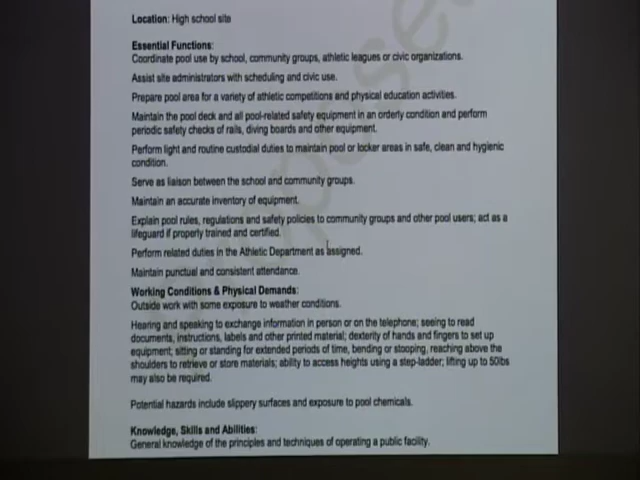 Location: High school site
Essential Functions:
Coordinate pool use by school, community groups, athletic leagues or civic organizations.
Assist site administrators with scheduling and civic use.
Prepare pool area for a variety of athletic competitions and physical education activities.
Maintain the pool deck and all pool-related safety equipment in an orderly condition and perform
periodic safety checks of rails, diving boards and other equipment.
Perform light and routine custodial duties to maintain pool or locker areas in safe, clean and hygienic
condition.
Serve as liaison between the school and community groups.
Maintain an accurate inventory of equipment.
Explain pool rules, regulations and safety policies to community groups and other pool users; act as a
lifeguard if properly trained and certified.
Perform related duties in the Athletic Department as assigned.
Maintain punctual and consistent attendance.
Working Conditions & Physical Demands:
Outside work with some exposure to weather conditions.
Hearing and speaking to exchange information in person or on the telephone; seeing to read
documents, instructions, labels and other printed material; dexterity of hands and fingers to set up
equipment; sitting or standing for extended periods of time, bending or stooping, reaching above the
shoulders to retrieve or store materials; ability to access heights using a step-ladder; lifting up to 50lbs
may also be required.
Potential hazards include slippery surfaces and exposure to pool chemicals.
Knowledge, Skills and Abilities:
General knowledge of the principles and techniques of operating a public facility.